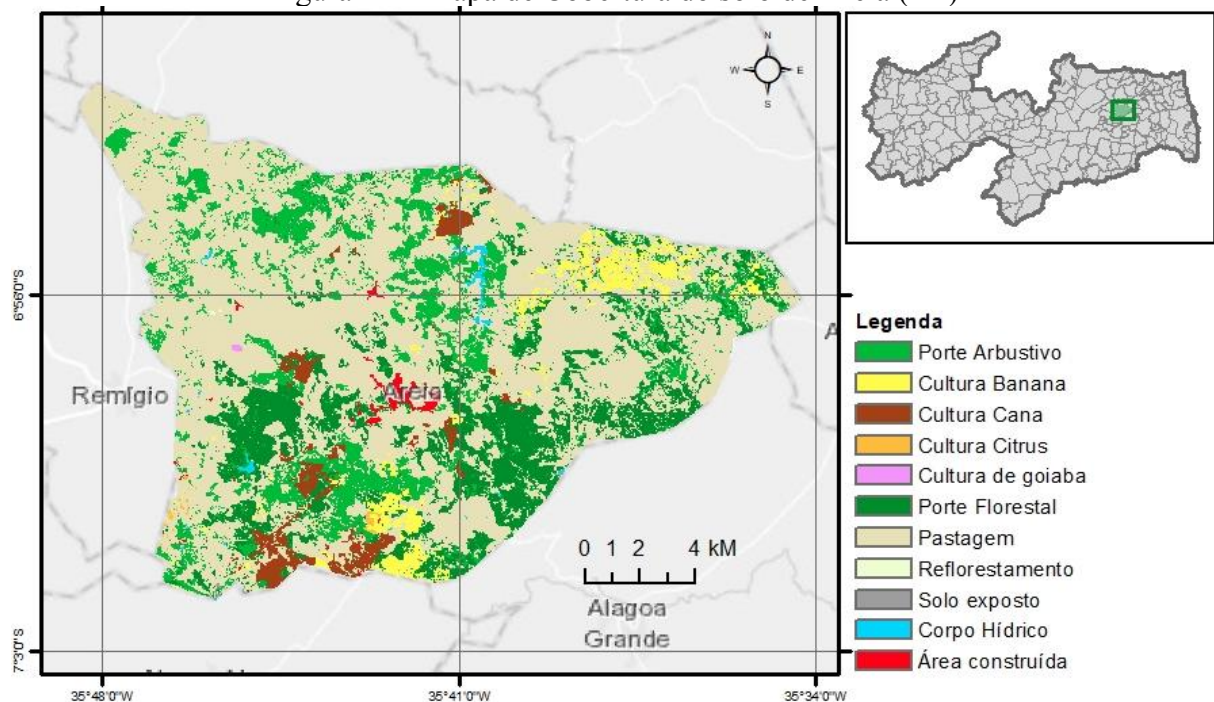 N
W
E
S
6°56'0"S
Remígio
Areia
0 1 2 4 kM
Alagoa
Grande
7°3'0"S
35°48'0"W
35°41'0"W
35°34'0"W
Legenda
Porte Arbustivo
Cultura Banana
Cultura Cana
Cultura Citrus
Cultura de goiaba
Porte Florestal
Pastagem
Reflorestamento
Solo exposto
Corpo Hídrico
Área construída